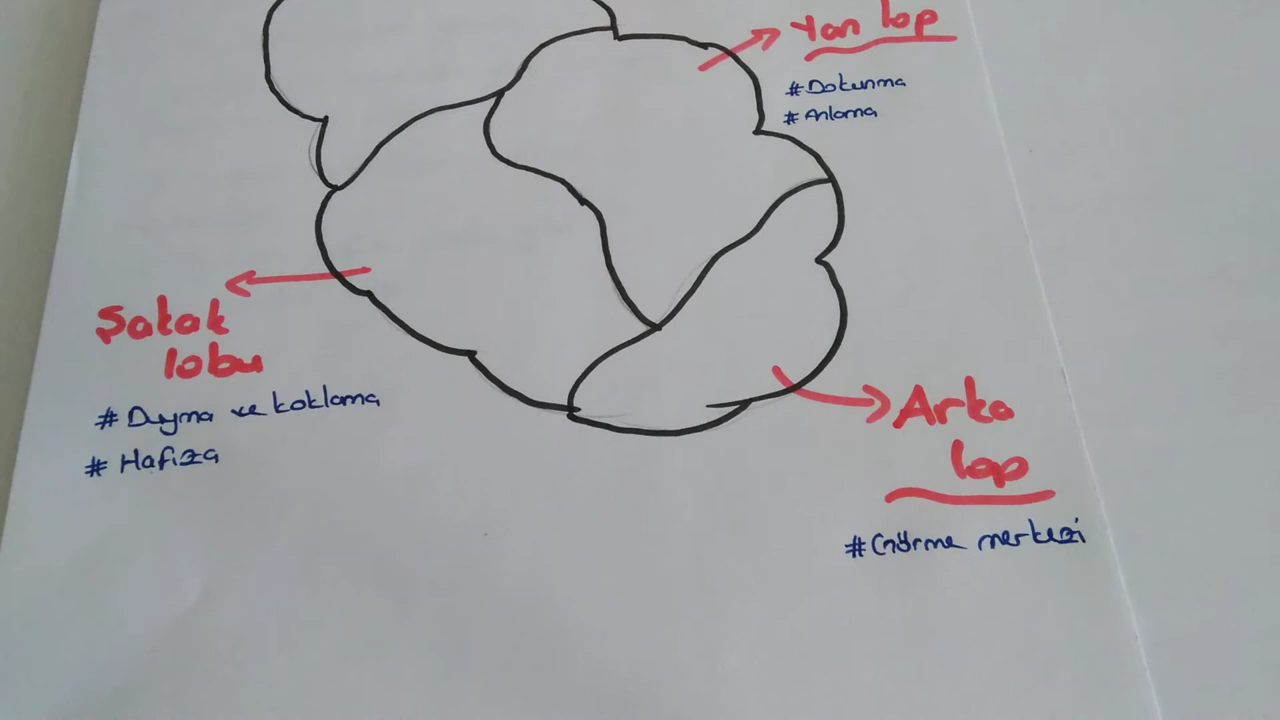 Yan lop
#Dokunma
#Anlama
Şakak
lobu
#Duyma ve koklama
#Hafıza
Arka
lop
#Görme merkezi